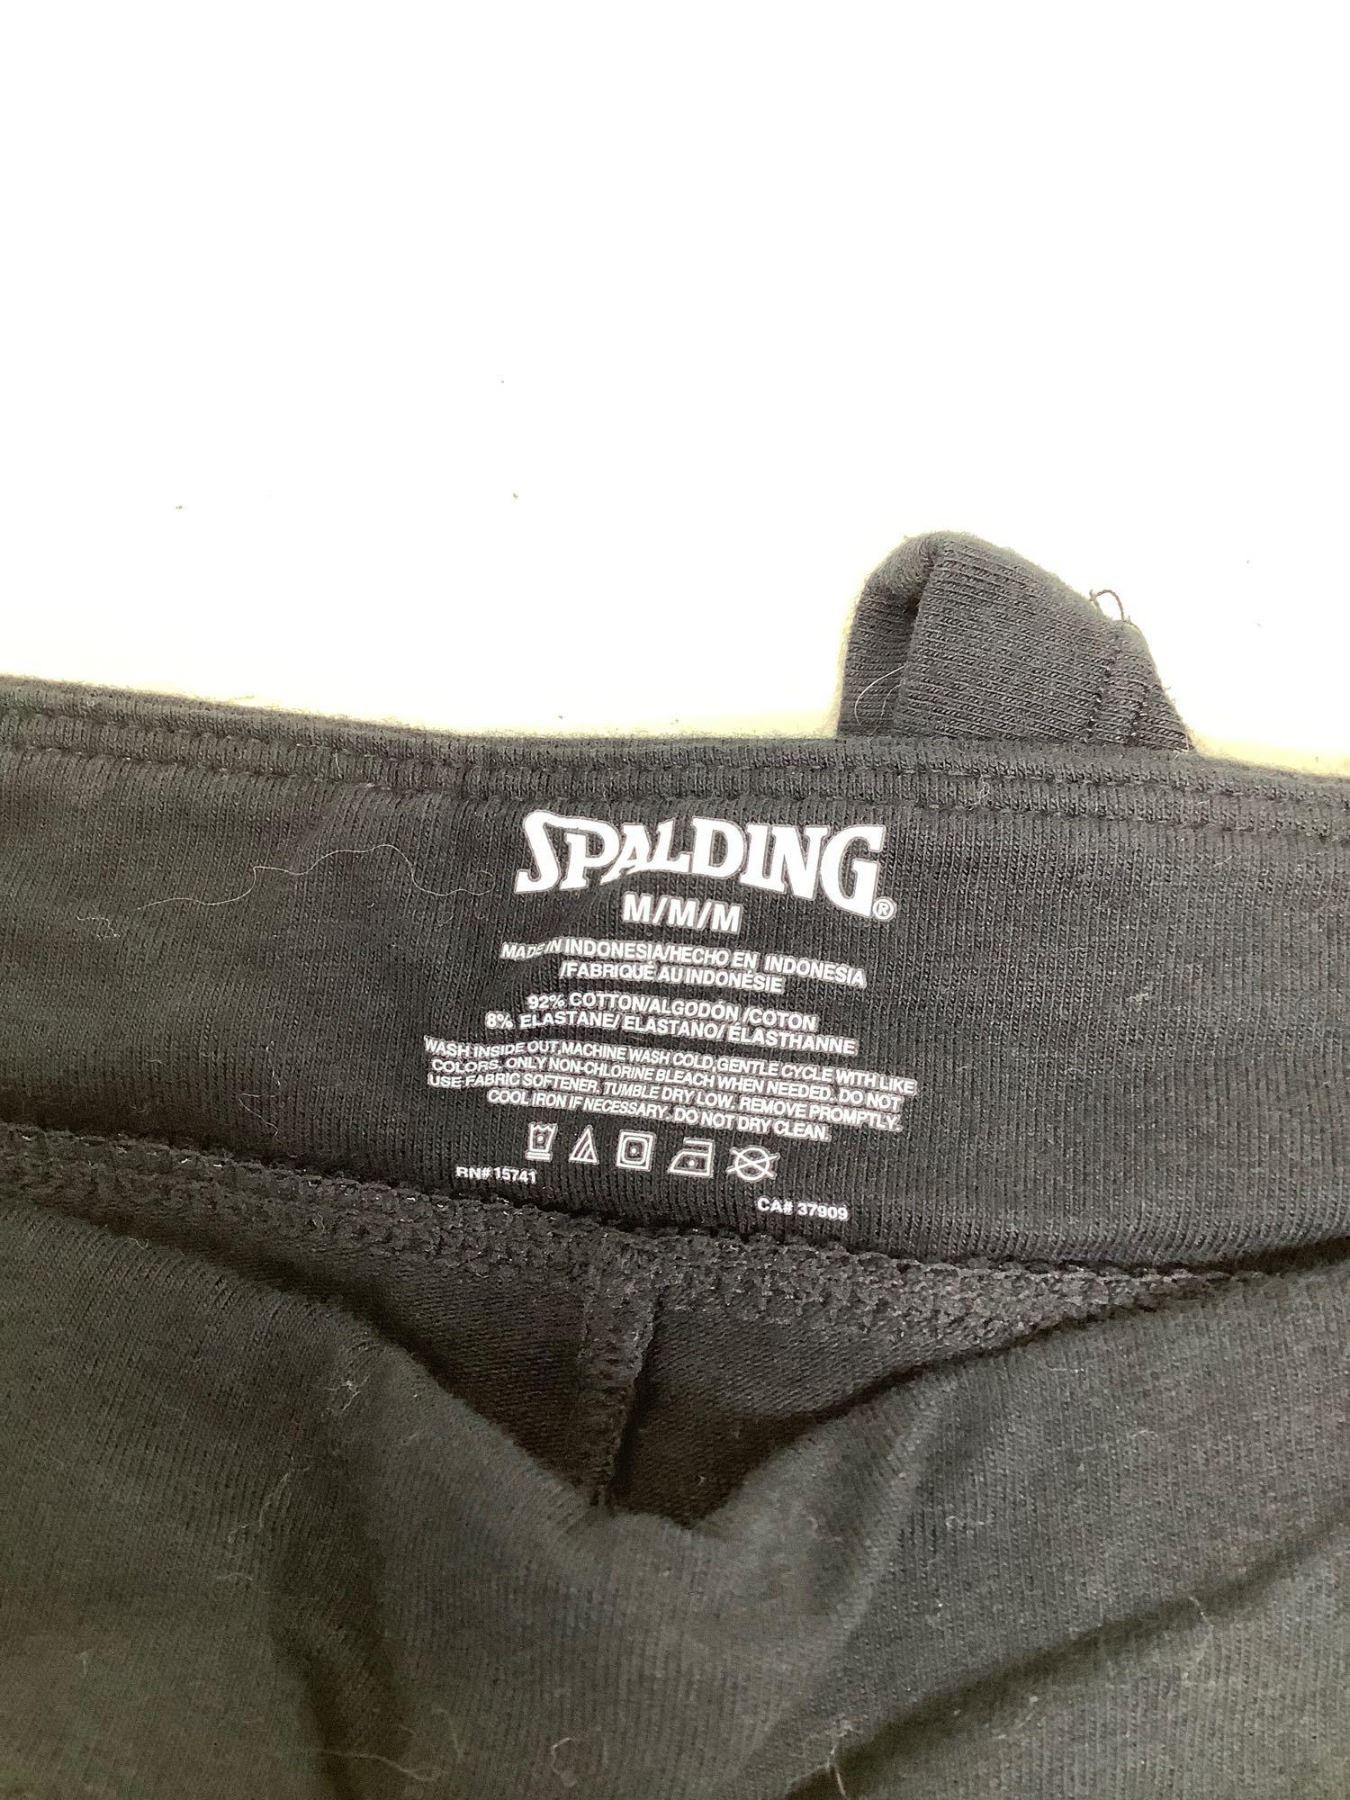 SPALDING®
M/M/M
MADE IN INDONESIA/HECHO EN INDONESIA
/FABRIQUÉ AU INDONÉSIE
92% COTTON/ALGODÓN /COTON
8% ELASTANE/ ELASTANO/ ÉLASTHANNE
WASH INSIDE OUT,MACHINE WASH COLD,GENTLE CYCLE WITH LIKE
COLORS. ONLY NON-CHLORINE BLEACH WHEN NEEDED. DO NOT
USE FABRIC SOFTENER. TUMBLE DRY LOW. REMOVE PROMPTLY.
COOL IRON IF NECESSARY. DO NOT DRY CLEAN.
RN# 15741
CA# 37909